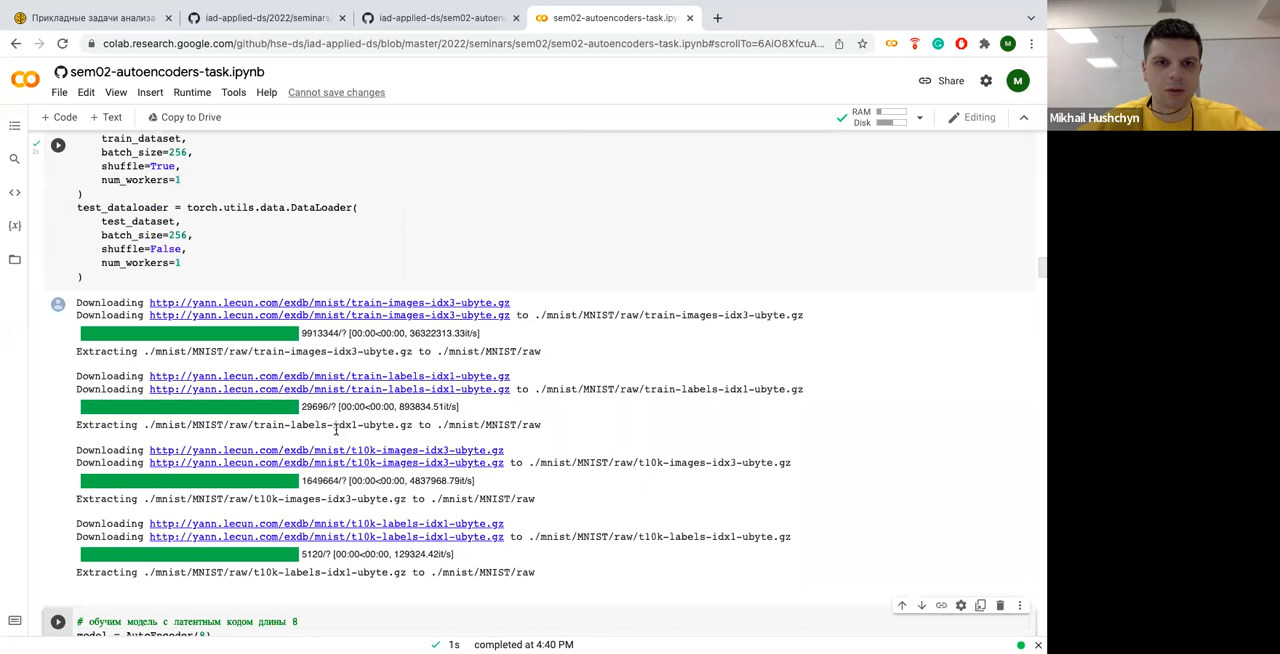 Прикладные задачи анализа
iad-applied-ds/2022/seminars
iad-applied-ds/sem02-autoen
sem02-autoencoders-task.ipyn
colab.research.google.com/github/hse-ds/iad-applied-ds/blob/master/2022/seminars/sem02/sem02-autoencoders-task.ipynb#scrollTo=6AiO8XfcuA...
M
sem02-autoencoders-task.ipynb
Share
M
File Edit View Insert Runtime Tools Help Cannot save changes
+ Code + Text Copy to Drive
RAM
Disk
Editing
Mikhail Hushchyn
2s
train_dataset,
batch_size=256,
shuffle=True,
num_workers=1
)
test_dataloader = torch.utils.data.DataLoader(
test_dataset,
batch_size=256,
shuffle=False,
num_workers=1
)
Downloading http://yann.lecun.com/exdb/mnist/train-images-idx3-ubyte.gz
Downloading http://yann.lecun.com/exdb/mnist/train-images-idx3-ubyte.gz to ./mnist/MNIST/raw/train-images-idx3-ubyte.gz
9913344/? [00:00<00:00, 36322313.33it/s]
Extracting ./mnist/MNIST/raw/train-images-idx3-ubyte.gz to ./mnist/MNIST/raw
Downloading http://yann.lecun.com/exdb/mnist/train-labels-idx1-ubyte.gz
Downloading http://yann.lecun.com/exdb/mnist/train-labels-idx1-ubyte.gz to ./mnist/MNIST/raw/train-labels-idx1-ubyte.gz
29696/? [00:00<00:00, 893834.51it/s]
Extracting ./mnist/MNIST/raw/train-labels-idx1-ubyte.gz to ./mnist/MNIST/raw
Downloading http://yann.lecun.com/exdb/mnist/t10k-images-idx3-ubyte.gz
Downloading http://yann.lecun.com/exdb/mnist/t10k-images-idx3-ubyte.gz to ./mnist/MNIST/raw/t10k-images-idx3-ubyte.gz
1649664/? [00:00<00:00, 4837968.79it/s]
Extracting ./mnist/MNIST/raw/t10k-images-idx3-ubyte.gz to ./mnist/MNIST/raw
Downloading http://yann.lecun.com/exdb/mnist/t10k-labels-idx1-ubyte.gz
Downloading http://yann.lecun.com/exdb/mnist/t10k-labels-idx1-ubyte.gz to ./mnist/MNIST/raw/t10k-labels-idx1-ubyte.gz
5120/? [00:00<00:00, 129324.42it/s]
Extracting ./mnist/MNIST/raw/t10k-labels-idx1-ubyte.gz to ./mnist/MNIST/raw
# обучим модель с латентным кодом длины 8
model = AutoEncoder(8)
1s completed at 4:40 PM